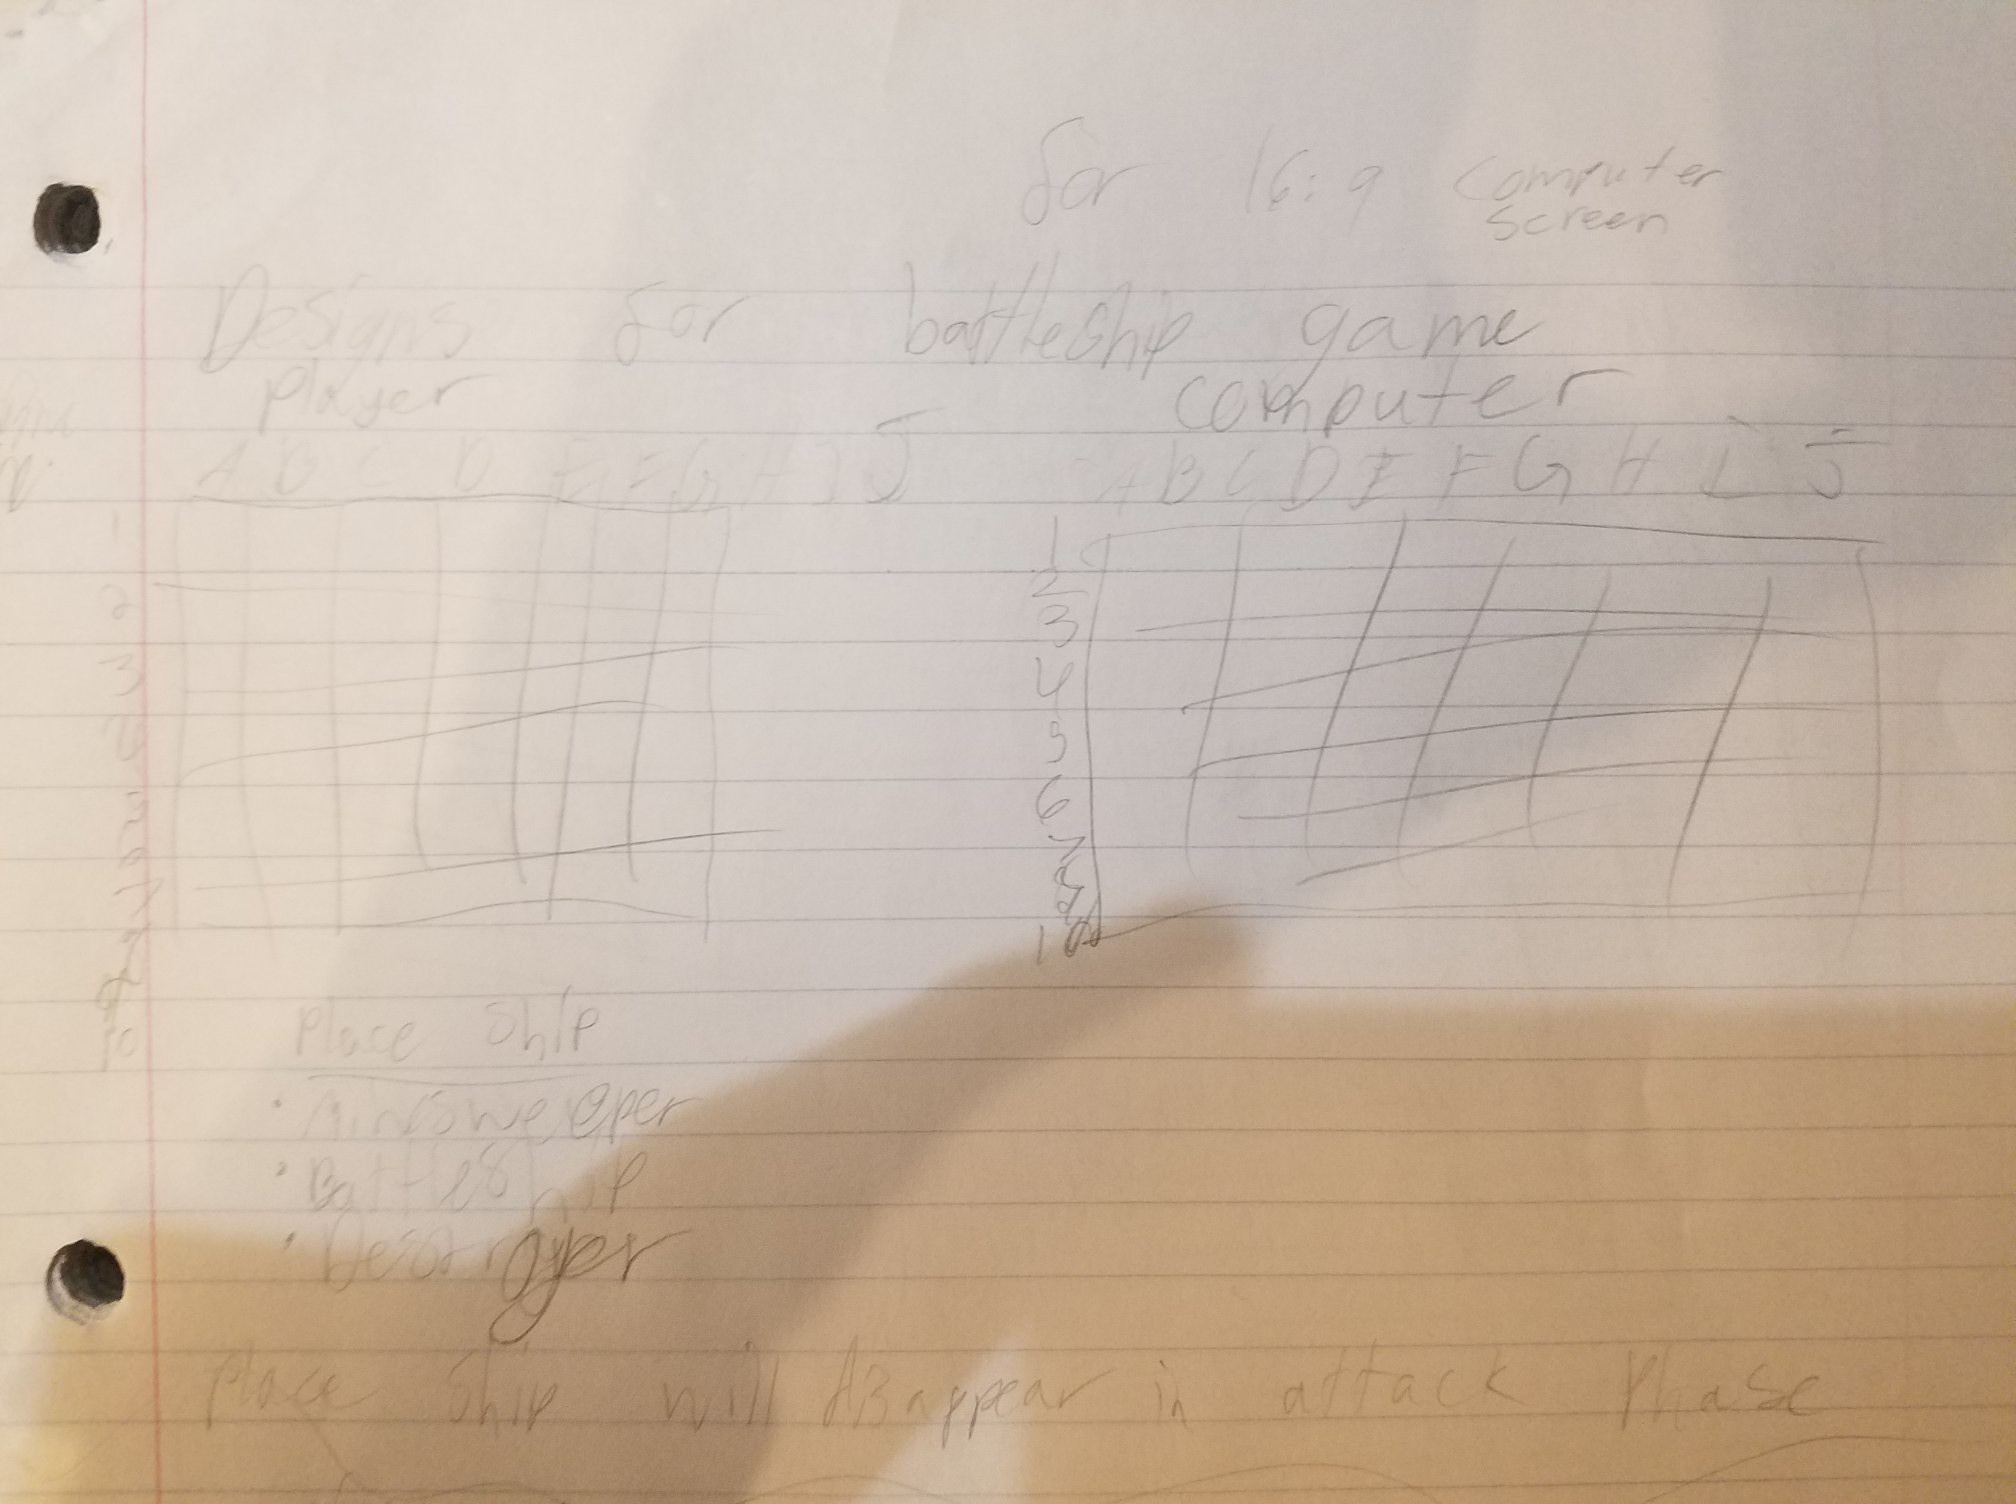 for 16:9 computer
screen
Designs for battleship game
player computer
A B C D E F G H I J A B C D E F G H I J
1 1
2 2
3 3
4 4
5 5
6 6
7 7
8 8
9 9
10 10
Place Ship
• Minesweeper
• Battleship
• Destroyer
place ship will disappear in attack phase